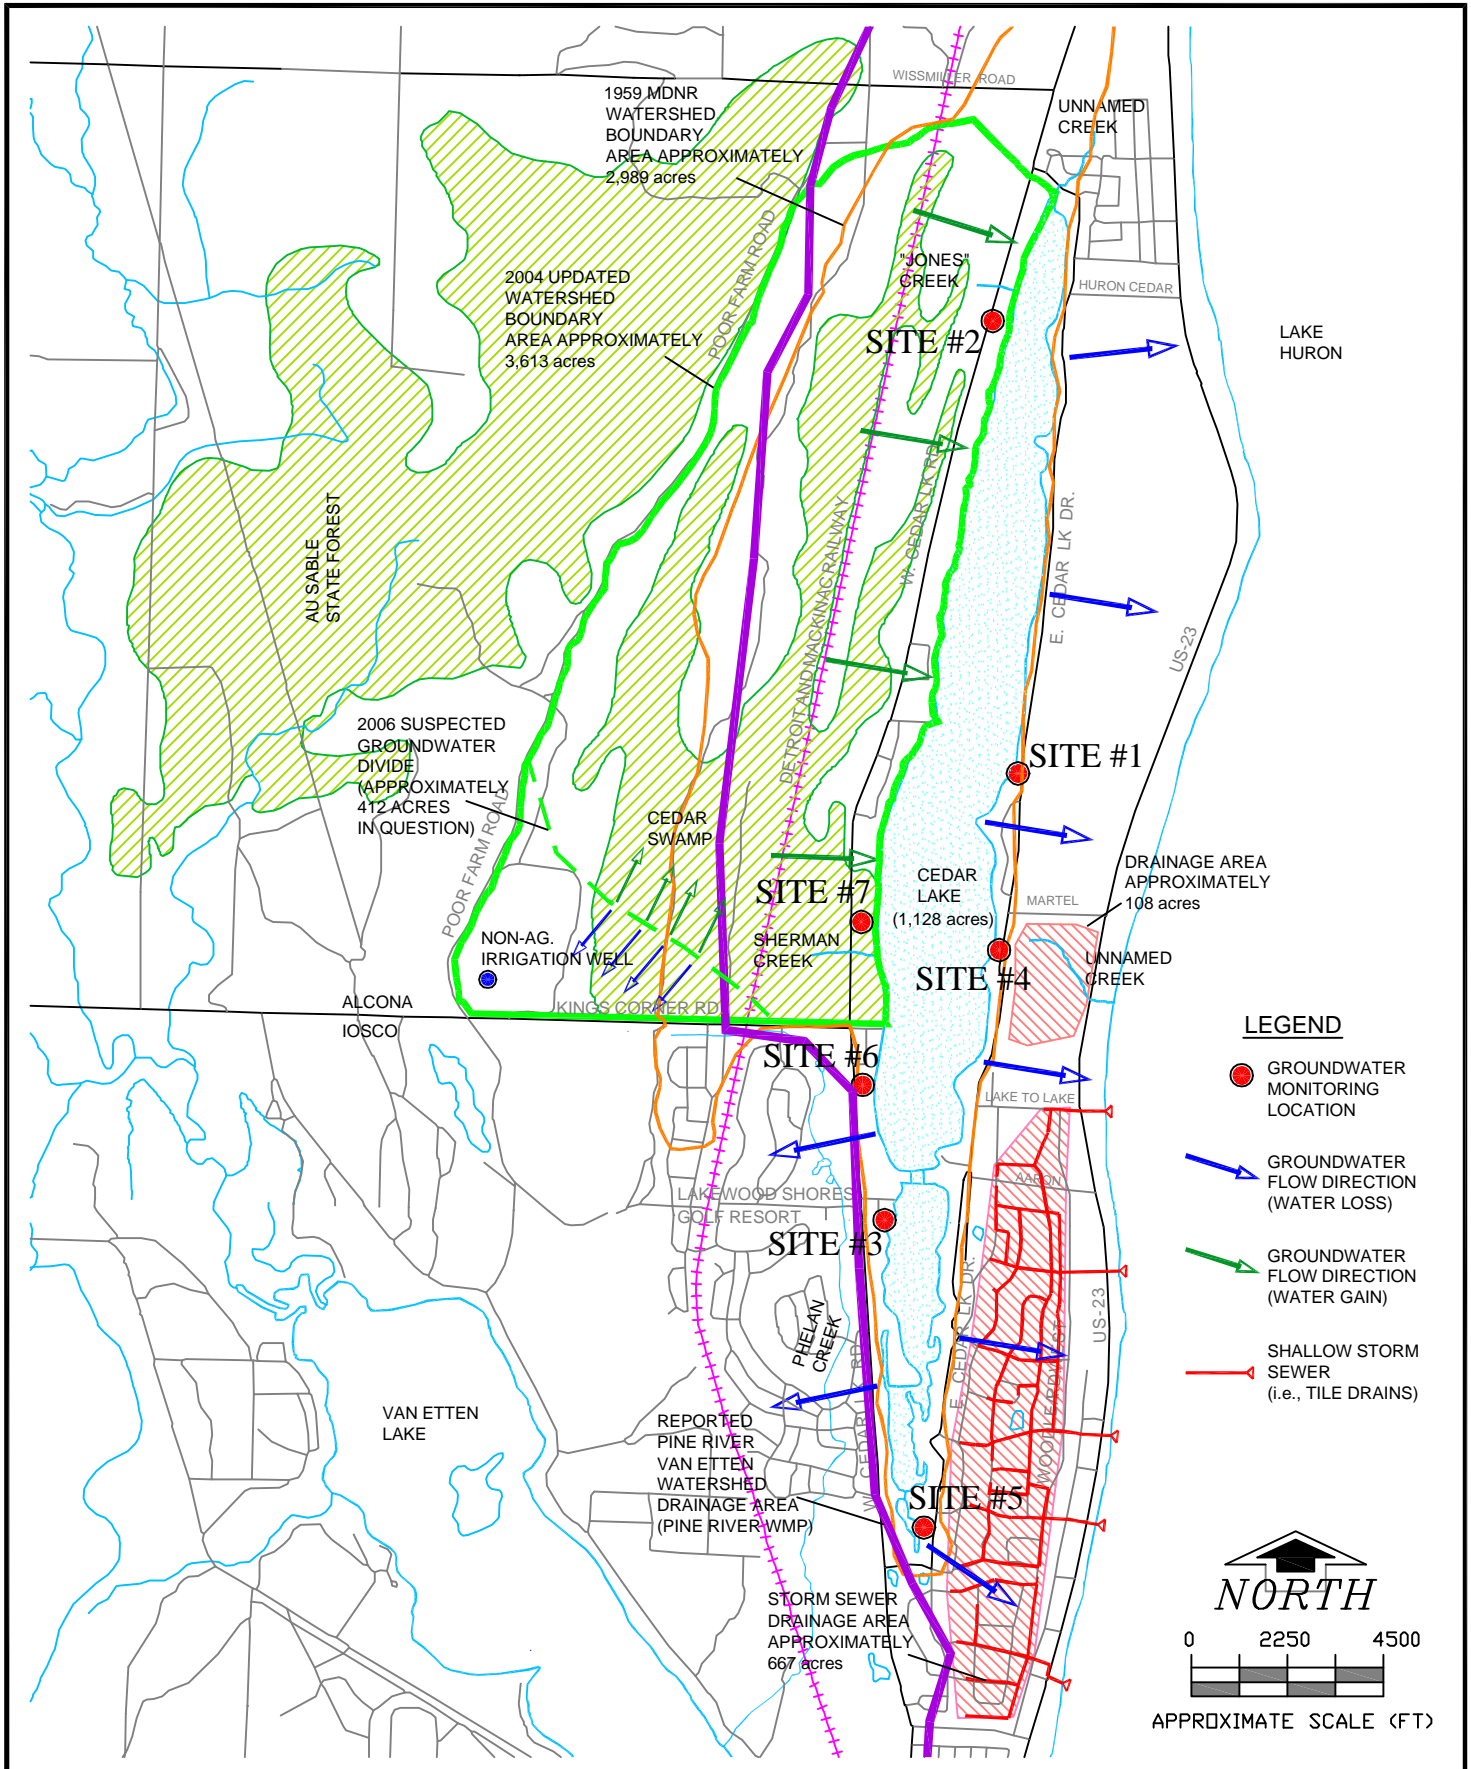 WISSMILLER ROAD
1959 MDNR
WATERSHED
BOUNDARY
AREA APPROXIMATELY
2,989 acres
UNNAMED
CREEK
POOR FARM ROAD
"JONES"
CREEK
2004 UPDATED
WATERSHED
BOUNDARY
AREA APPROXIMATELY
3,613 acres
HURON CEDAR
SITE #2
LAKE
HURON
W. CEDAR LK RD
E. CEDAR LK DR.
DETROIT AND MACKINAC RAILWAY
AU SABLE
STATE FOREST
US-23
2006 SUSPECTED
GROUNDWATER
DIVIDE
(APPROXIMATELY
412 ACRES
IN QUESTION)
SITE #1
CEDAR
SWAMP
POOR FARM ROAD
SITE #7
CEDAR
LAKE
(1,128 acres)
DRAINAGE AREA
APPROXIMATELY
108 acres
MARTEL
NON-AG.
IRRIGATION WELL
SHERMAN
CREEK
SITE #4
UNNAMED
CREEK
ALCONA
KINGS CORNER RD
IOSCO
SITE #6
LEGEND
GROUNDWATER
MONITORING
LOCATION
LAKE TO LAKE
GROUNDWATER
FLOW DIRECTION
(WATER LOSS)
AARON
LAKEWOOD SHORES
GOLF RESORT
SITE #3
GROUNDWATER
FLOW DIRECTION
(WATER GAIN)
PHELAN
CREEK
E. CEDAR LK DR.
US-23
SHALLOW STORM
SEWER
(i.e., TILE DRAINS)
VAN ETTEN
LAKE
W. CEDAR LK RD
REPORTED
PINE RIVER
VAN ETTEN
WATERSHED
DRAINAGE AREA
(PINE RIVER WMP)
SITE #5
STORM SEWER
DRAINAGE AREA
APPROXIMATELY
667 acres
NORTH
0 2250 4500
APPROXIMATE SCALE (FT)